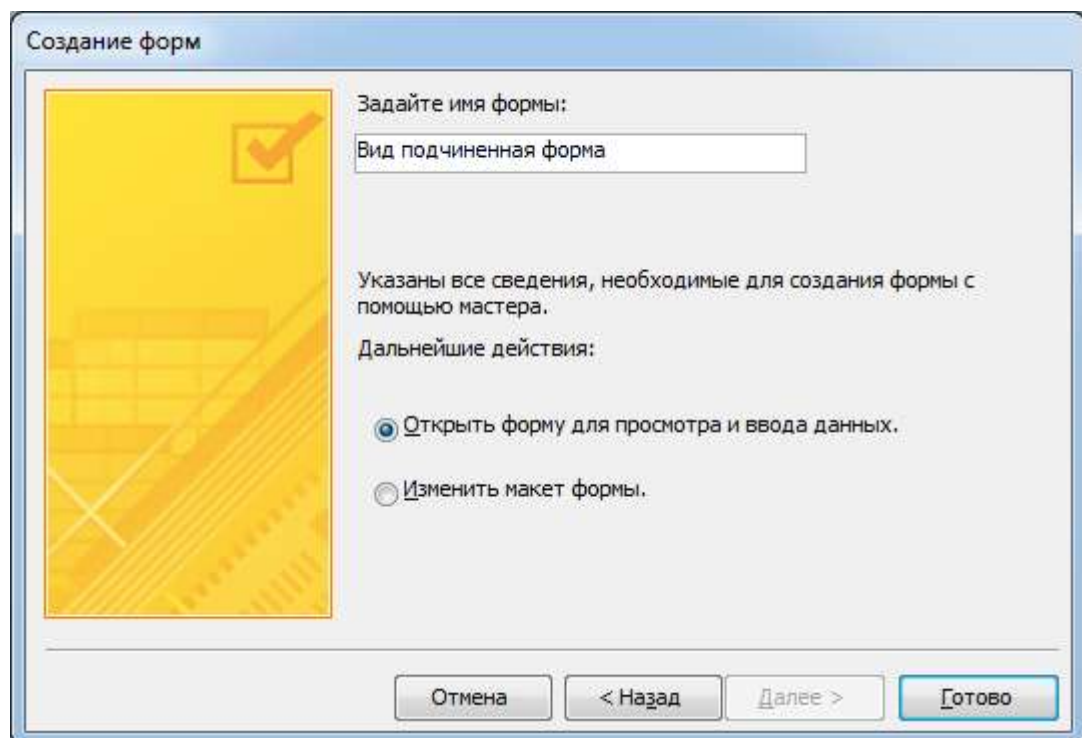 Создание форм
Задайте имя формы:
Вид подчиненная форма
Указаны все сведения, необходимые для создания формы с
помощью мастера.
Дальнейшие действия:
Открыть форму для просмотра и ввода данных.
Изменить макет формы.
Отмена
< Назад
Далее >
Готово